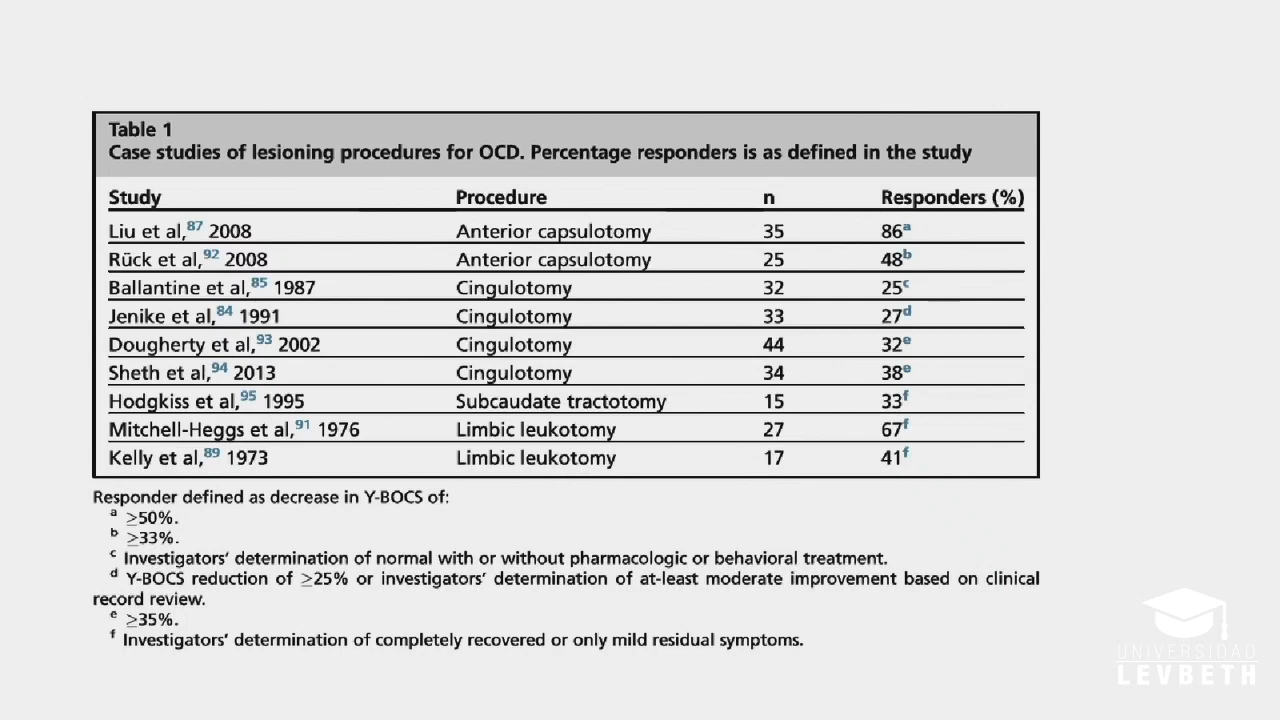 Table 1
Case studies of lesioning procedures for OCD. Percentage responders is as defined in the study
Study Procedure n Responders (%)
Liu et al,87 2008 Anterior capsulotomy 35 86a
Rück et al,92 2008 Anterior capsulotomy 25 48b
Ballantine et al,85 1987 Cingulotomy 32 25c
Jenike et al,84 1991 Cingulotomy 33 27d
Dougherty et al,93 2002 Cingulotomy 44 32e
Sheth et al,94 2013 Cingulotomy 34 38e
Hodgkiss et al,95 1995 Subcaudate tractotomy 15 33f
Mitchell-Heggs et al,91 1976 Limbic leukotomy 27 67f
Kelly et al,89 1973 Limbic leukotomy 17 41f
Responder defined as decrease in Y-BOCS of:
a ≥50%.
b ≥33%.
c Investigators’ determination of normal with or without pharmacologic or behavioral treatment.
d Y-BOCS reduction of ≥25% or investigators’ determination of at-least moderate improvement based on clinical
record review.
e ≥35%.
f Investigators’ determination of completely recovered or only mild residual symptoms.
UNIVERSIDAD
LEVBETH